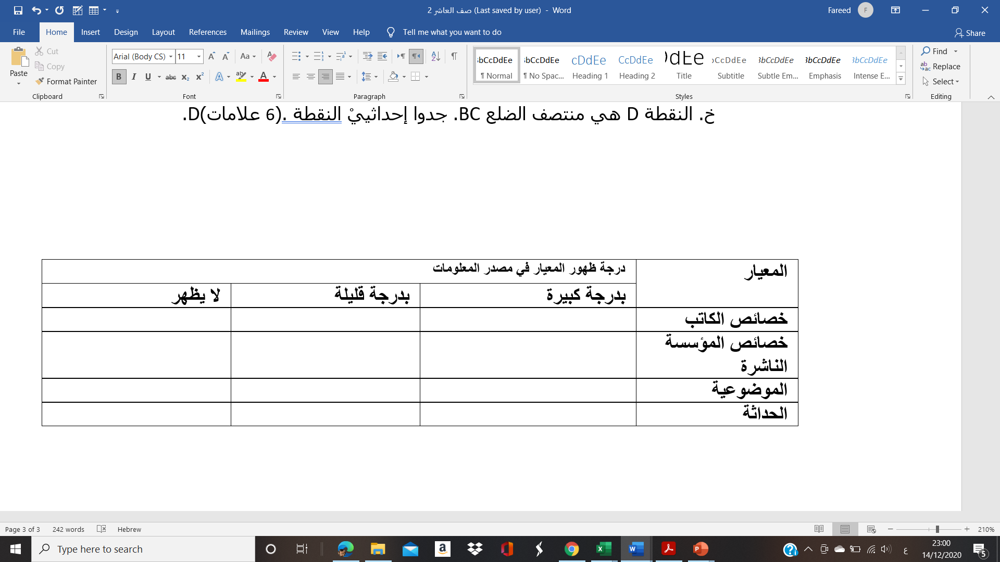 صف العاشر 2 (Last saved by user) - Word
Fareed
F
File Home Insert Design Layout References Mailings Review View Help Tell me what you want to do
Share
Paste
Cut
Copy
Format Painter
Clipboard
Arial (Body CS) 11
Font
Paragraph
¶ Normal
¶ No Spac...
Heading 1
Heading 2
Title
Subtitle
Subtle Em...
Emphasis
Intense E...
Styles
Find
Replace
Select
Editing
خ. النقطة D هي منتصف الضلع BC. جدوا إحداثييْ النقطة .(6 علامات)D.
المعيار
درجة ظهور المعيار في مصدر المعلومات
بدرجة كبيرة
بدرجة قليلة
لا يظهر
خصائص الكاتب
خصائص المؤسسة
الناشرة
الموضوعية
الحداثة
Page 3 of 3 242 words Hebrew
210%
Type here to search
ع
23:00
14/12/2020
5